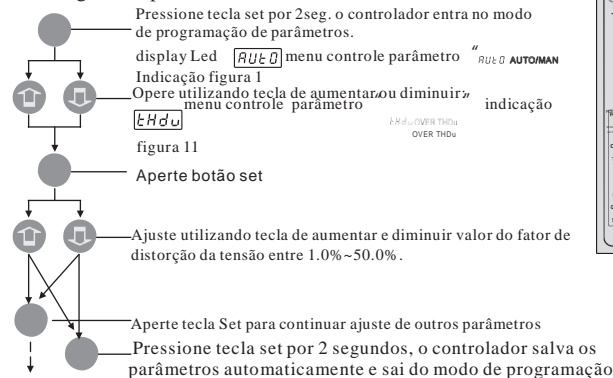 Pressione tecla set por 2seg. o controlador entra no modo
de programação de parâmetros.
display Led AUtO menu controle parâmetro “AUtO AUTO/MAN
Indicação figura 1
Opere utilizando tecla de aumentar ou diminuir
tHdu menu controle parâmetro “ ” indicação
tHdu OVER THDu
OVER THDu
figura 11
Aperte botão set
Ajuste utilizando tecla de aumentar e diminuir valor do fator de
distorção da tensão entre 1.0%~50.0%.
Aperte tecla Set para continuar ajuste de outros parâmetros
Pressione tecla set por 2 segundos, o controlador salva os
parâmetros automaticamente e sai do modo de programação